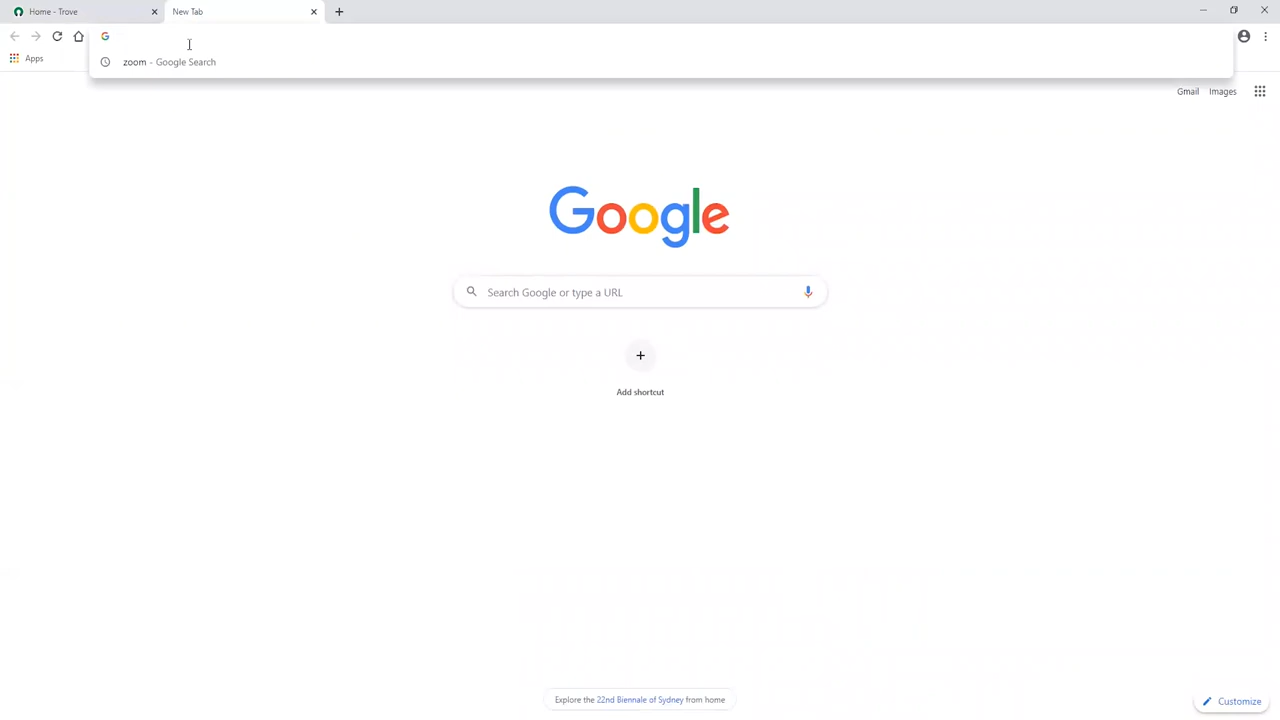 Home - Trove
New Tab
zoom - Google Search
Apps
Gmail Images
Google
Search Google or type a URL
Add shortcut
Explore the 22nd Biennale of Sydney from home
Customize